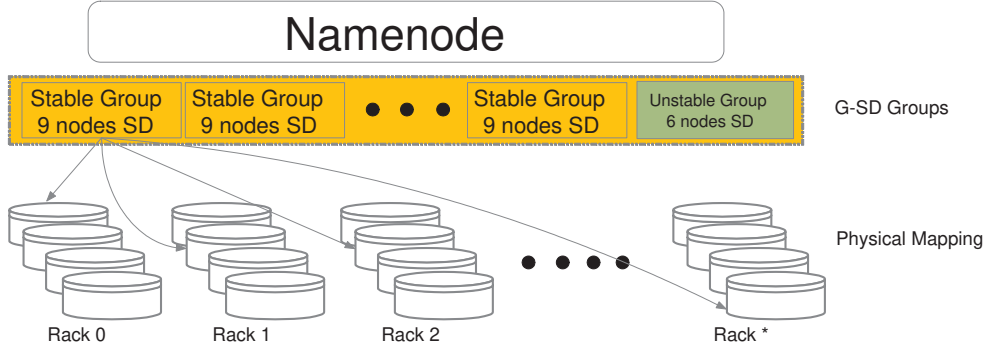 Namenode
Stable Group
9 nodes SD
Stable Group
9 nodes SD
Stable Group
9 nodes SD
Unstable Group
6 nodes SD
G-SD Groups
Physical Mapping
Rack 0
Rack 1
Rack 2
Rack *